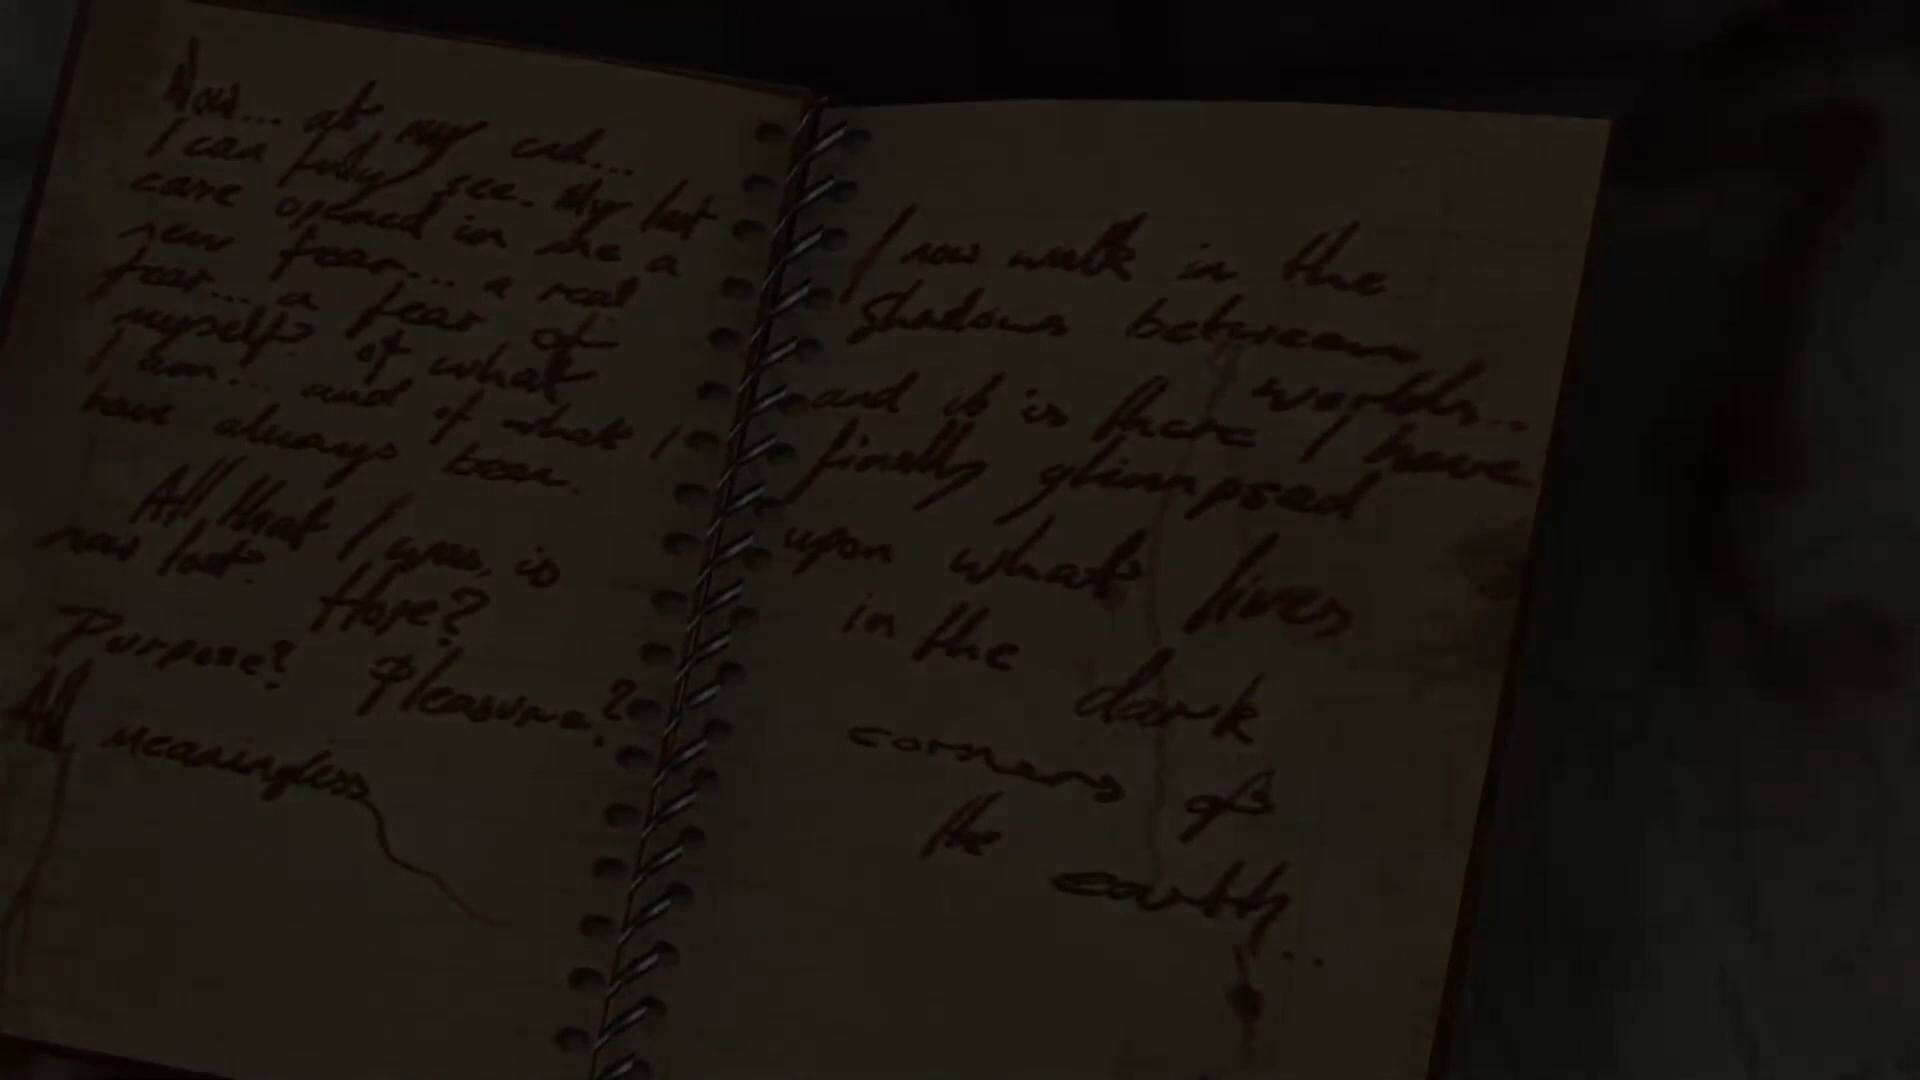 Now... at my end...
I can fully see. My last
case opened in me a
new fear... a real
fear... a fear of
myself. of what
I am... and of what I
have always been.
All that I was, is
now lost. Hope?
Purpose? Pleasure?
All meaningless
I now walk in the
shadows between
worlds...
and it is there I have
finally glimpsed
upon what lives
in the dark
corners of
the earth...